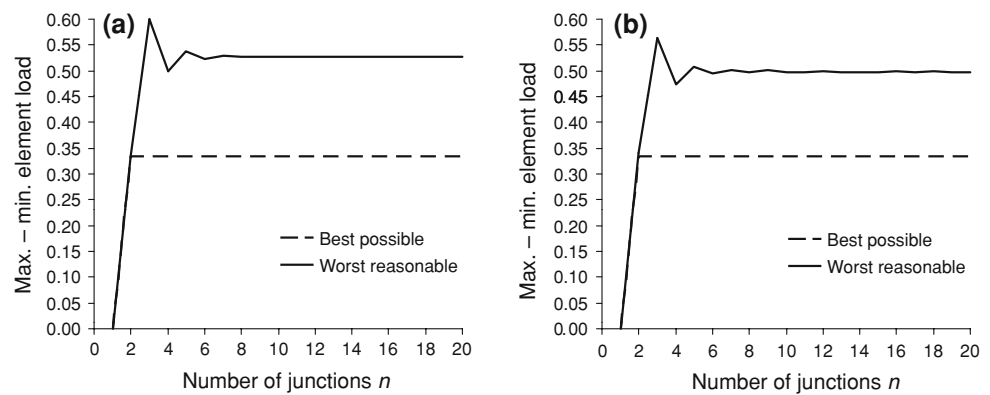 (a)
Max. – min. element load
0.60
0.55
0.50
0.45
0.40
0.35
0.30
0.25
0.20
0.15
0.10
0.05
0.00
Best possible
Worst reasonable
0 2 4 6 8 10 12 14 16 18 20
Number of junctions n
(b)
Max. – min. element load
0.60
0.55
0.50
0.45
0.40
0.35
0.30
0.25
0.20
0.15
0.10
0.05
0.00
Best possible
Worst reasonable
0 2 4 6 8 10 12 14 16 18 20
Number of junctions n